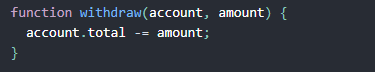 function withdraw(account, amount) {
  account.total -= amount;
}